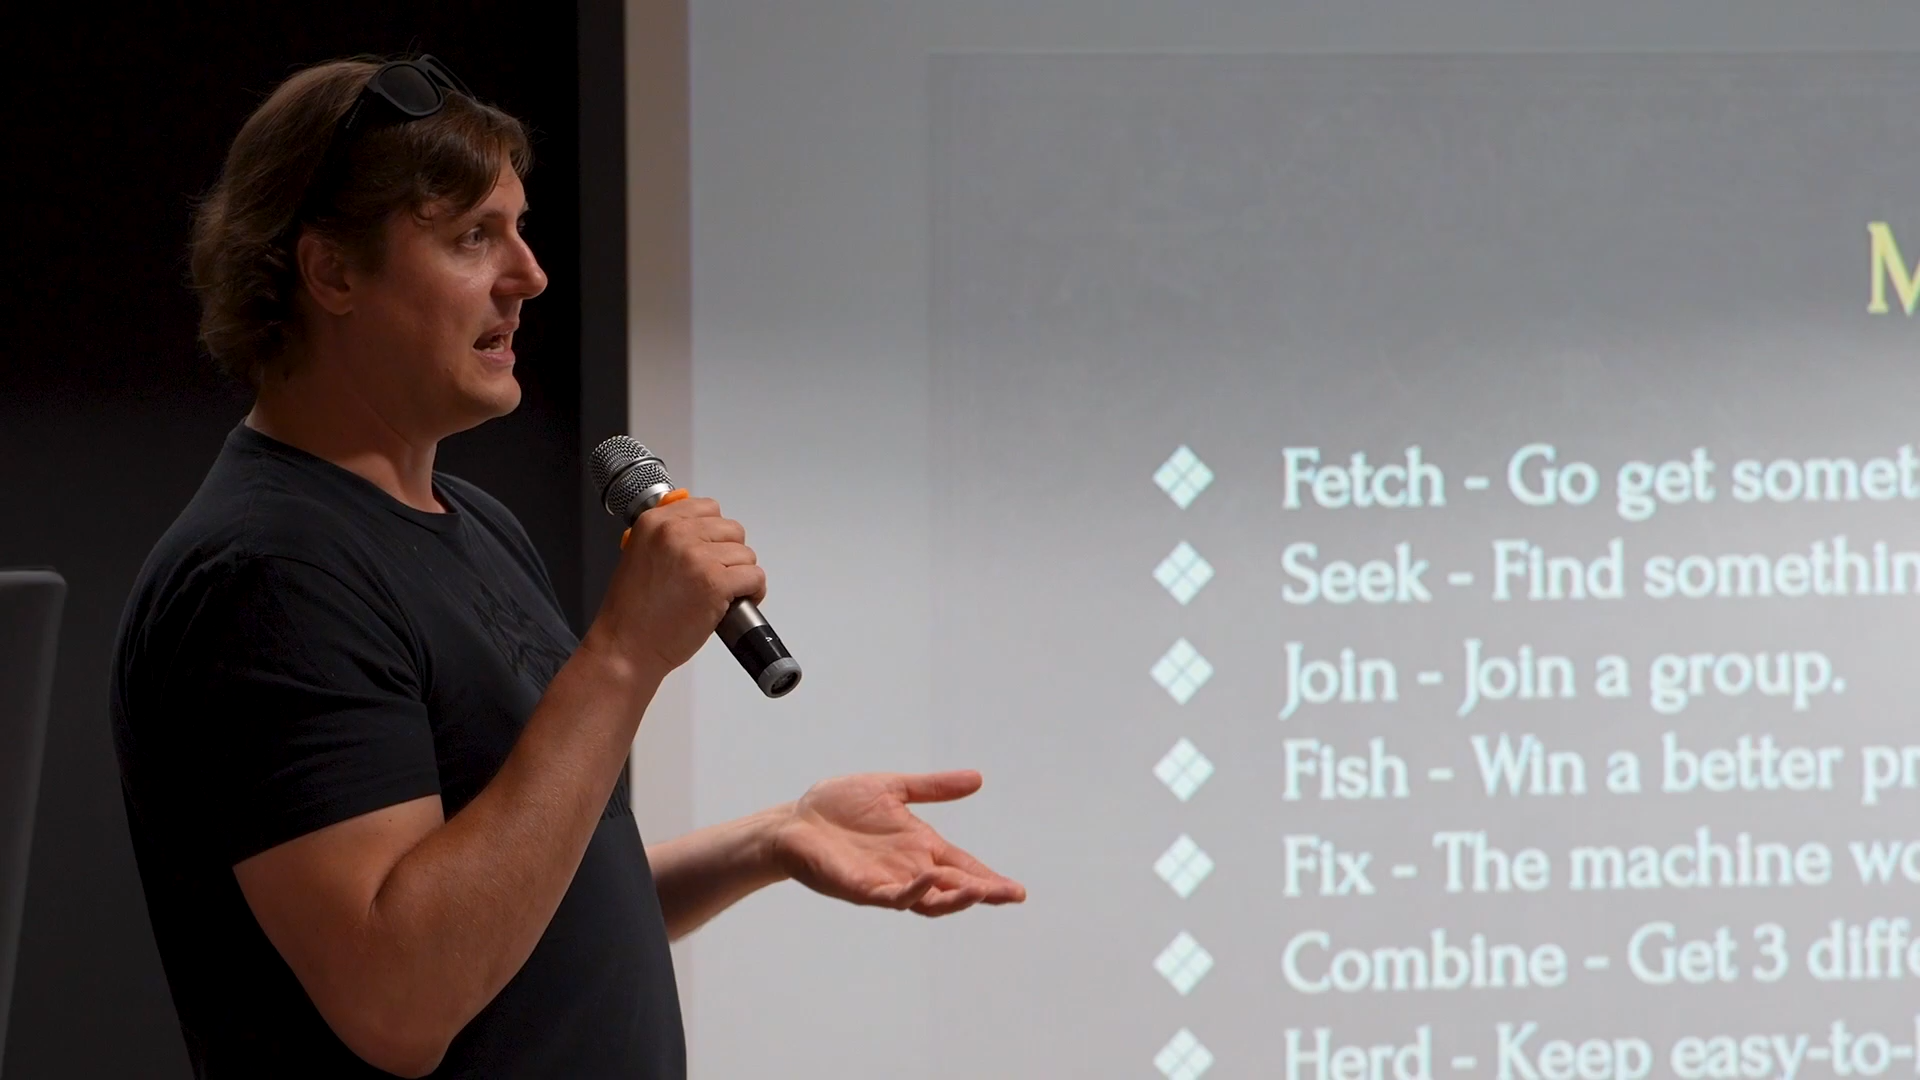 M
Fetch - Go get somet
Seek - Find somethin
Join - Join a group.
Fish - Win a better pr
Fix - The machine wo
Combine - Get 3 diffe
Herd - Keep easy-to-